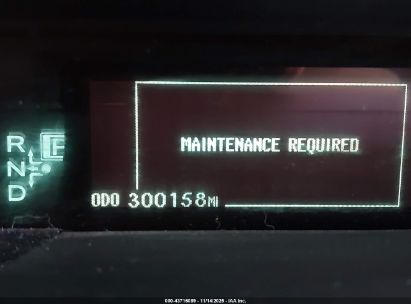 R
P
N
D
MAINTENANCE REQUIRED
ODO 300158MI